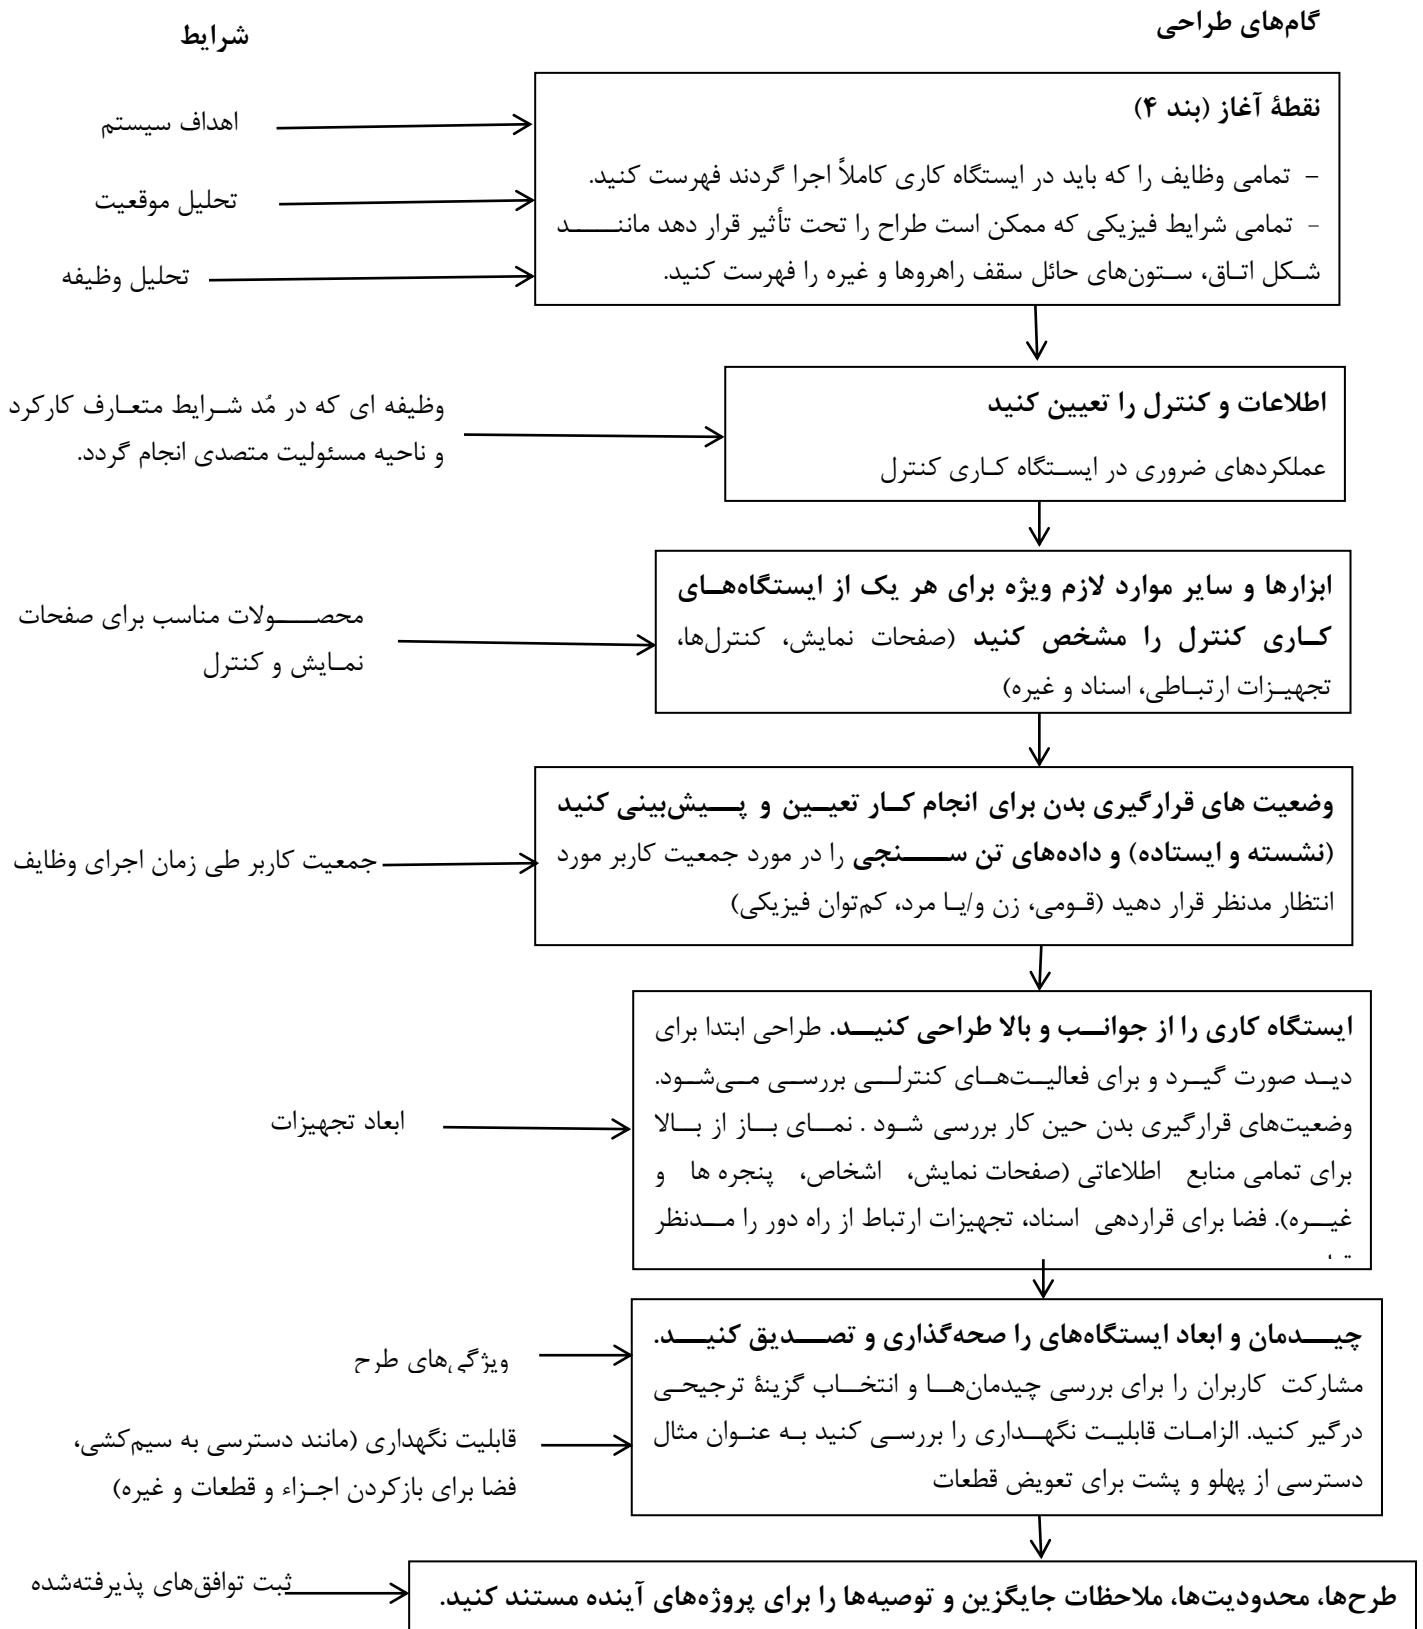 گام‌های طراحی
شرایط
نقطهٔ آغاز (بند ۴)
– تمامی وظایف را که باید در ایستگاه کاری کاملاً اجرا گردند فهرست کنید.
- تمامی شرایط فیزیکی که ممکن است طراح را تحت تأثیر قرار دهد مانند
شکل اتاق، ستون‌های حائل سقف راهروها و غیره را فهرست کنید.
اهداف سیستم
تحلیل موقعیت
تحلیل وظیفه
اطلاعات و کنترل را تعیین کنید
عملکردهای ضروری در ایستگاه کاری کنترل
وظیفه ای که در مُد شرایط متعارف کارکرد
و ناحیه مسئولیت متصدی انجام گردد.
ابزارها و سایر موارد لازم ویژه برای هر یک از ایستگاه‌های
کاری کنترل را مشخص کنید (صفحات نمایش، کنترل‌ها،
تجهیزات ارتباطی، اسناد و غیره)
محصولات مناسب برای صفحات
نمایش و کنترل
وضعیت های قرارگیری بدن برای انجام کار تعیین و پیش‌بینی کنید
(نشسته و ایستاده) و داده‌های تن سنجی را در مورد جمعیت کاربر مورد
انتظار مدنظر قرار دهید (قومی، زن و/یا مرد، کم‌توان فیزیکی)
جمعیت کاربر طی زمان اجرای وظایف
ایستگاه کاری را از جوانب و بالا طراحی کنید. طراحی ابتدا برای
دید صورت گیرد و برای فعالیت‌های کنترلی بررسی می‌شود.
وضعیت‌های قرارگیری بدن حین کار بررسی شود . نمای باز از بالا
برای تمامی منابع اطلاعاتی (صفحات نمایش، اشخاص، پنجره ها و
غیره). فضا برای قراردهی اسناد، تجهیزات ارتباط از راه دور را مدنظر
ابعاد تجهیزات
چیدمان و ابعاد ایستگاه‌های را صحه‌گذاری و تصدیق کنید.
مشارکت کاربران را برای بررسی چیدمان‌ها و انتخاب گزینهٔ ترجیحی
درگیر کنید. الزامات قابلیت نگهداری را بررسی کنید به عنوان مثال
دسترسی از پهلو و پشت برای تعویض قطعات
ویژگی‌های طرح
قابلیت نگهداری (مانند دسترسی به سیم‌کشی،
فضا برای بازکردن اجزاء و قطعات و غیره)
طرح‌ها، محدودیت‌ها، ملاحظات جایگزین و توصیه‌ها را برای پروژه‌های آینده مستند کنید.
ثبت توافق‌های پذیرفته‌شده